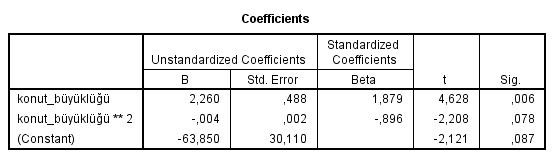 Coefficients
Unstandardized Coefficients Standardized Coefficients
B Std. Error Beta t Sig.
konut_büyüklüğü 2,260 ,488 1,879 4,628 ,006
konut_büyüklüğü ** 2 -,004 ,002 -,896 -2,208 ,078
(Constant) -63,850 30,110 -2,121 ,087